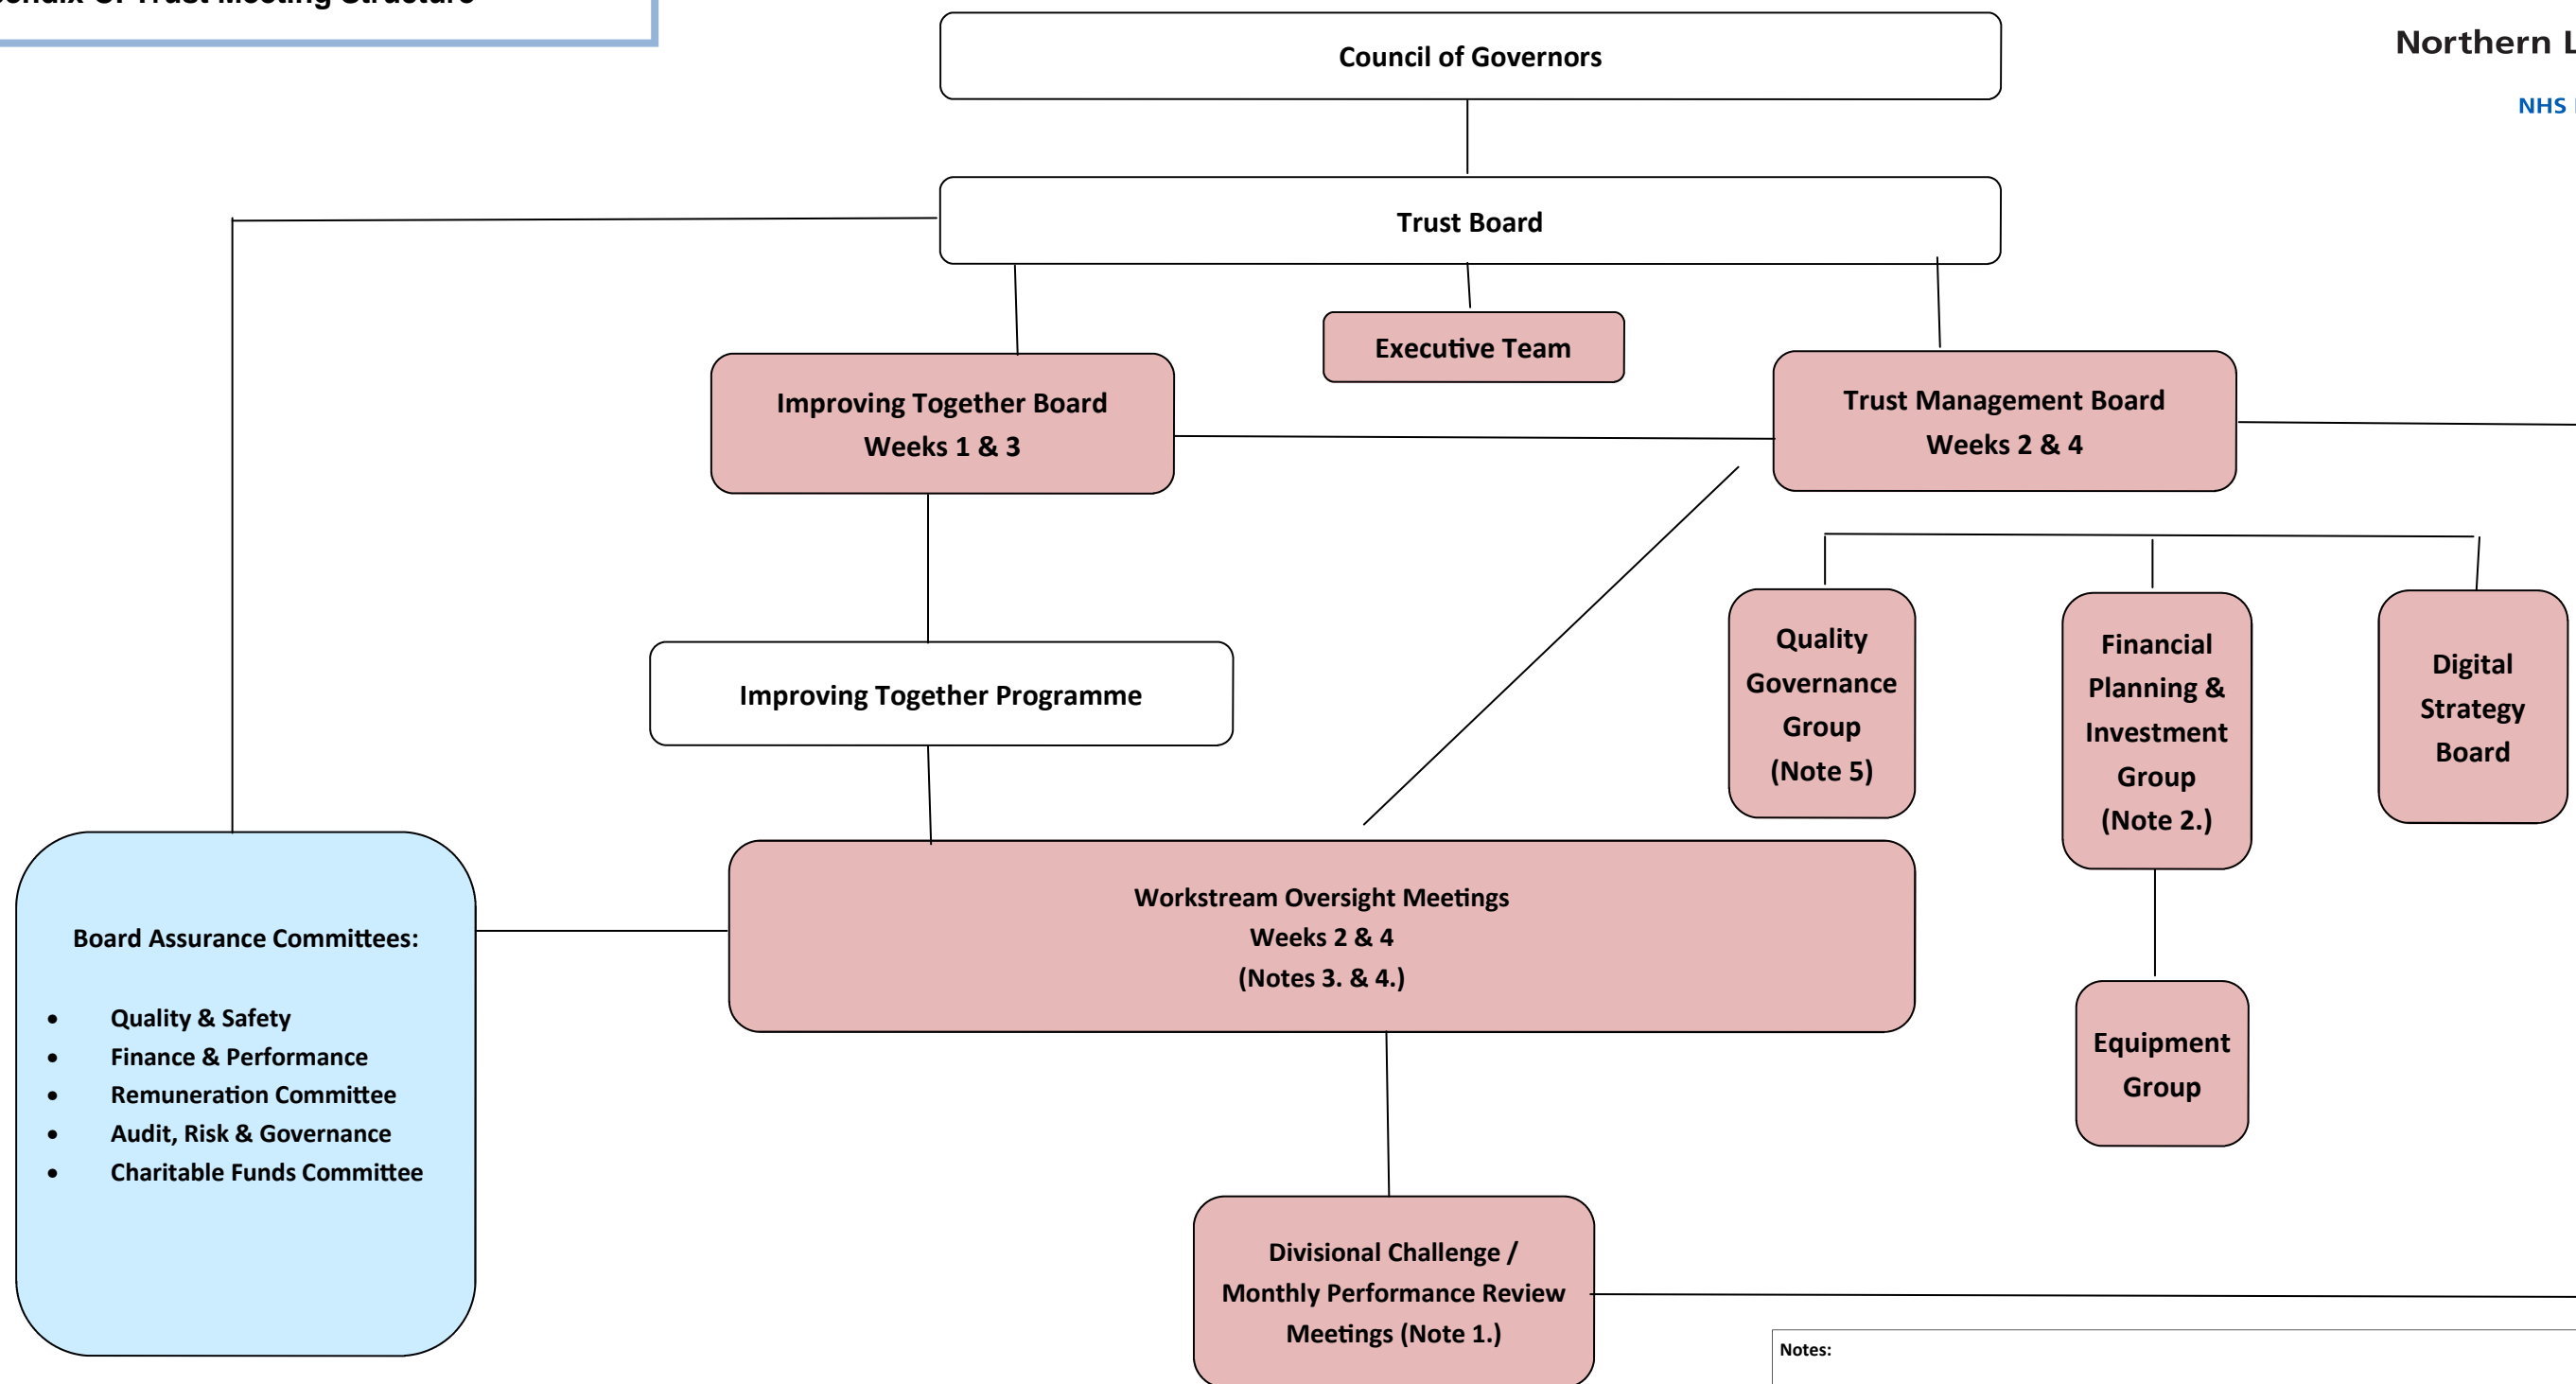 Trust Meeting Structure
Northern
NHS
Council of Governors
Trust Board
Executive Team
Improving Together Board
Weeks 1 & 3
Trust Management Board
Weeks 2 & 4
Improving Together Programme
Quality
Governance
Group
(Note 5)
Financial
Planning &
Investment
Group
(Note 2.)
Digital
Strategy
Board
Workstream Oversight Meetings
Weeks 2 & 4
(Notes 3. & 4.)
Board Assurance Committees:
• Quality & Safety
• Finance & Performance
• Remuneration Committee
• Audit, Risk & Governance
• Charitable Funds Committee
Equipment
Group
Divisional Challenge /
Monthly Performance Review
Meetings (Note 1.)
Notes: